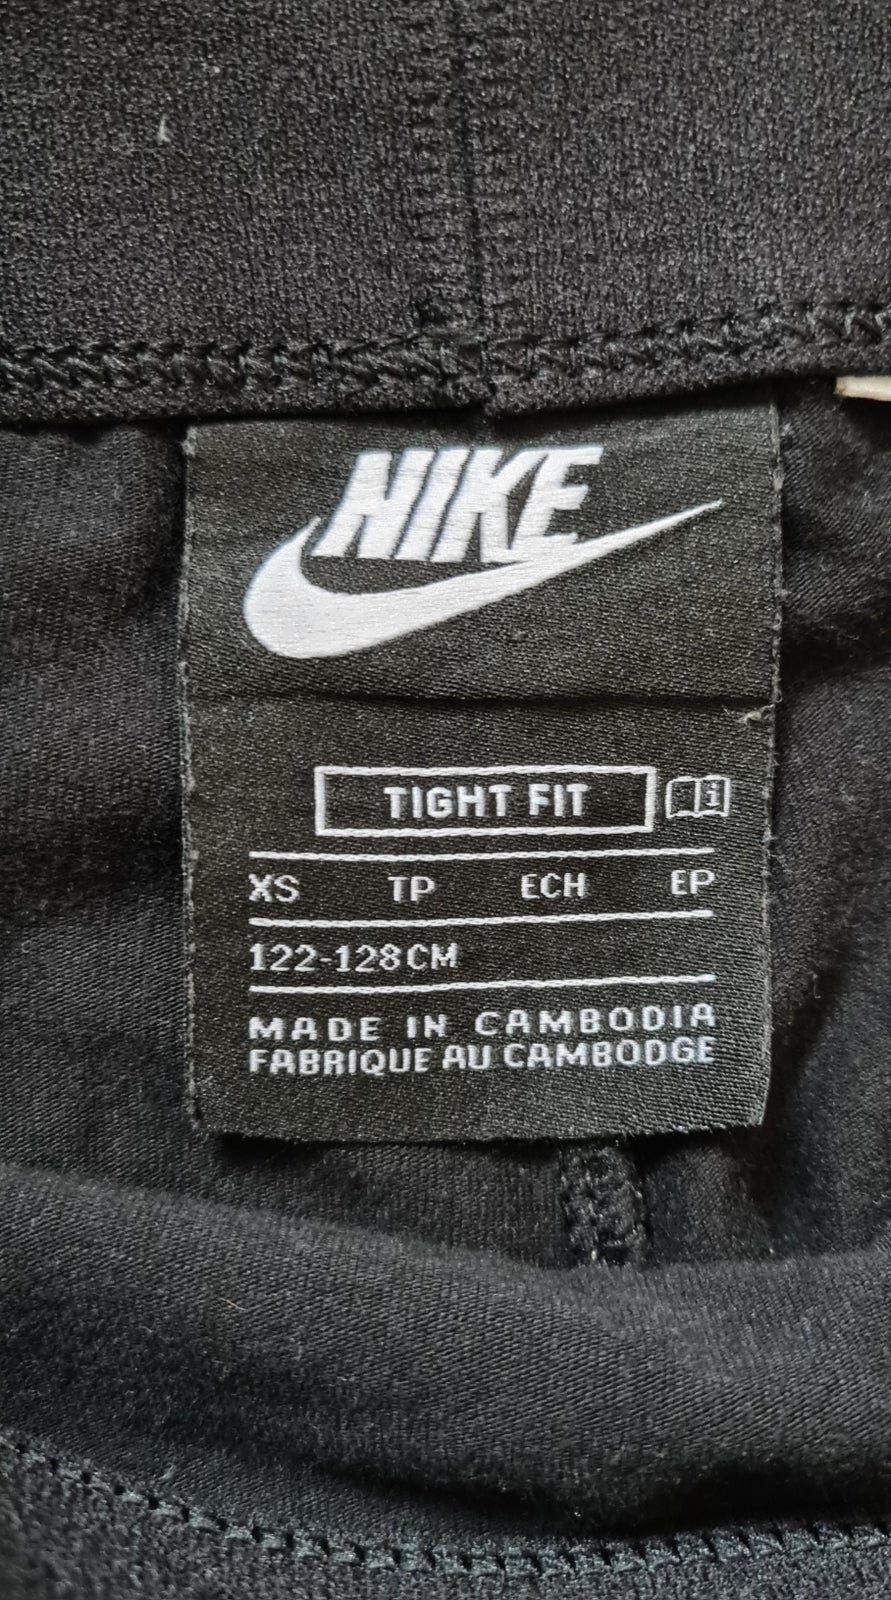 NIKE
TIGHT FIT i
XS TP ECH EP
122-128CM
MADE IN CAMBODIA
FABRIQUE AU CAMBODGE